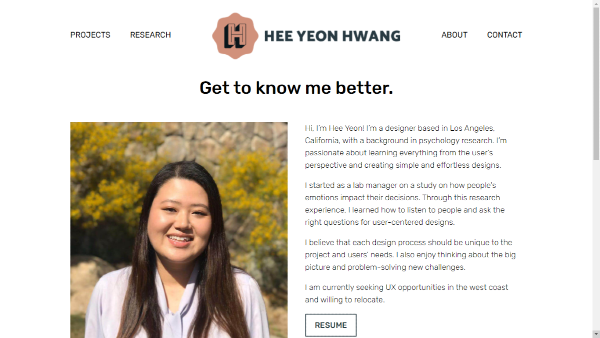 PROJECTS
RESEARCH
H
HEE YEON HWANG
ABOUT
CONTACT
Get to know me better.
Hi, I'm Hee Yeon! I'm a designer based in Los Angeles,
California, with a background in psychology research. I'm
passionate about learning everything from the user's
perspective and creating simple and effortless designs.
I started as a lab manager on a study on how people's
emotions impact their decisions. Through this research
experience, I learned how to listen to people and ask the
right questions for user-centered designs.
I believe that each design process should be unique to the
project and users' needs. I also enjoy thinking about the big
picture and problem-solving new challenges.
I am currently seeking UX opportunities in the west coast
and willing to relocate.
RESUME